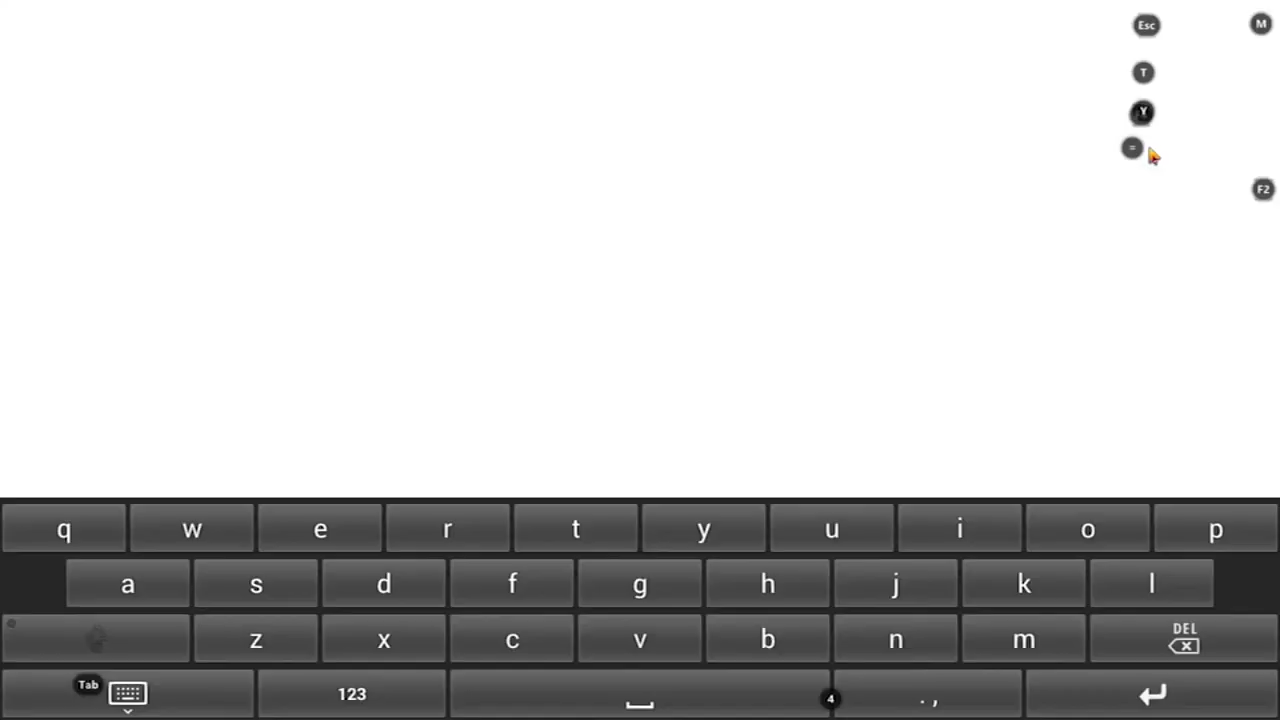 Esc M
T
Y
=
F2
q w e r t y u i o p
a s d f g h j k l
DEL
z x c v b n m
Tab 123 4 . ,